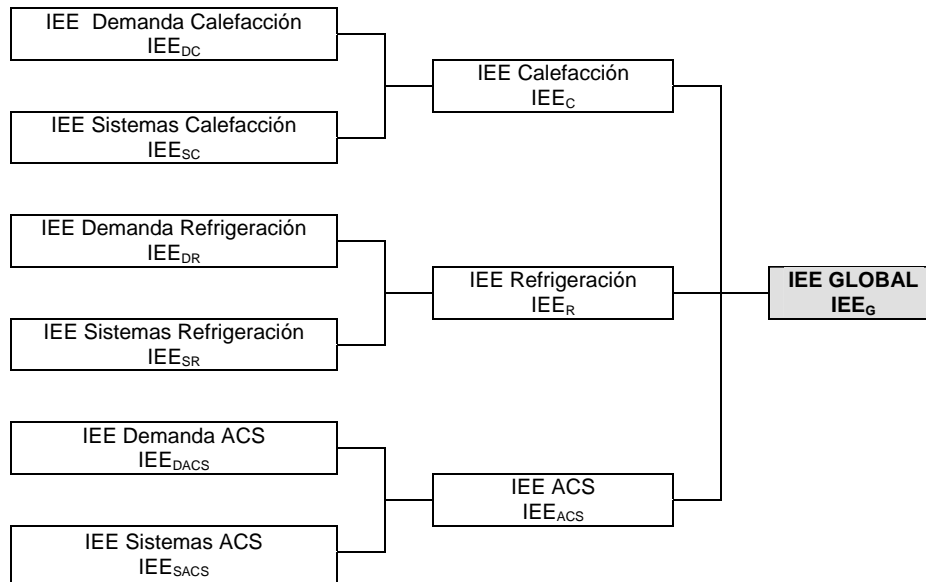 IEE Demanda Calefacción
IEE_DC
IEE Calefacción
IEE_C
IEE Sistemas Calefacción
IEE_SC
IEE Demanda Refrigeración
IEE_DR
IEE Refrigeración
IEE_R
IEE GLOBAL
IEE_G
IEE Sistemas Refrigeración
IEE_SR
IEE Demanda ACS
IEE_DACS
IEE ACS
IEE_ACS
IEE Sistemas ACS
IEE_SACS